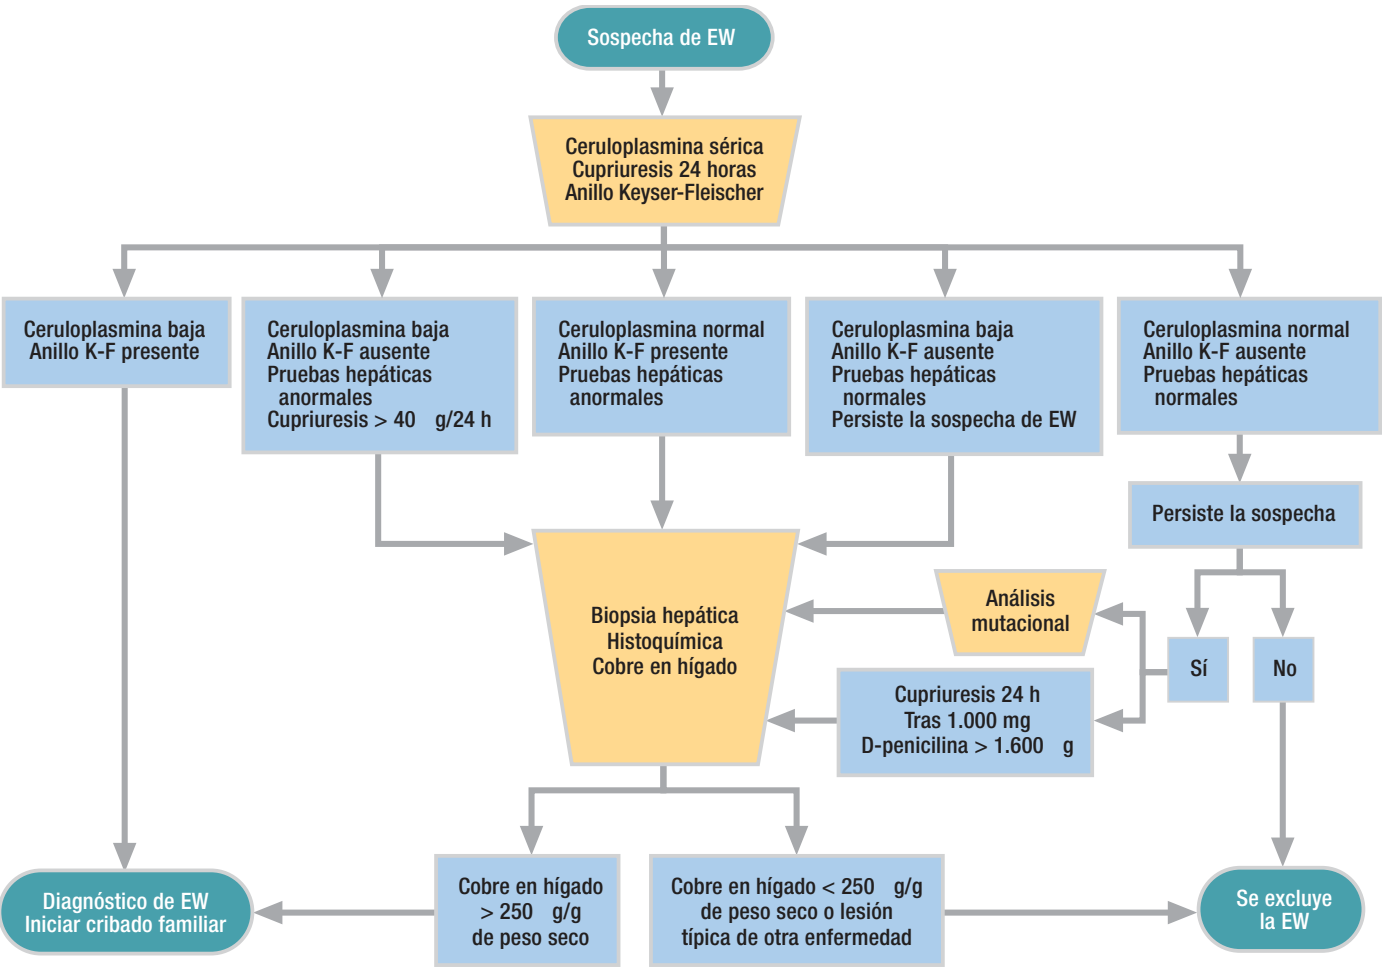 Sospecha de EW
Ceruloplasmina sérica
Cupriuresis 24 horas
Anillo Keyser-Fleischer
Ceruloplasmina baja
Anillo K-F presente
Ceruloplasmina baja
Anillo K-F ausente
Pruebas hepáticas
anormales
Cupriuresis > 40 g/24 h
Ceruloplasmina normal
Anillo K-F presente
Pruebas hepáticas
anormales
Ceruloplasmina baja
Anillo K-F ausente
Pruebas hepáticas
normales
Persiste la sospecha de EW
Ceruloplasmina normal
Anillo K-F ausente
Pruebas hepáticas
normales
Persiste la sospecha
Sí
No
Análisis
mutacional
Cupriuresis 24 h
Tras 1.000 mg
D-penicilina > 1.600 g
Biopsia hepática
Histoquímica
Cobre en hígado
Cobre en hígado
> 250 g/g
de peso seco
Cobre en hígado < 250 g/g
de peso seco o lesión
típica de otra enfermedad
Diagnóstico de EW
Iniciar cribado familiar
Se excluye
la EW